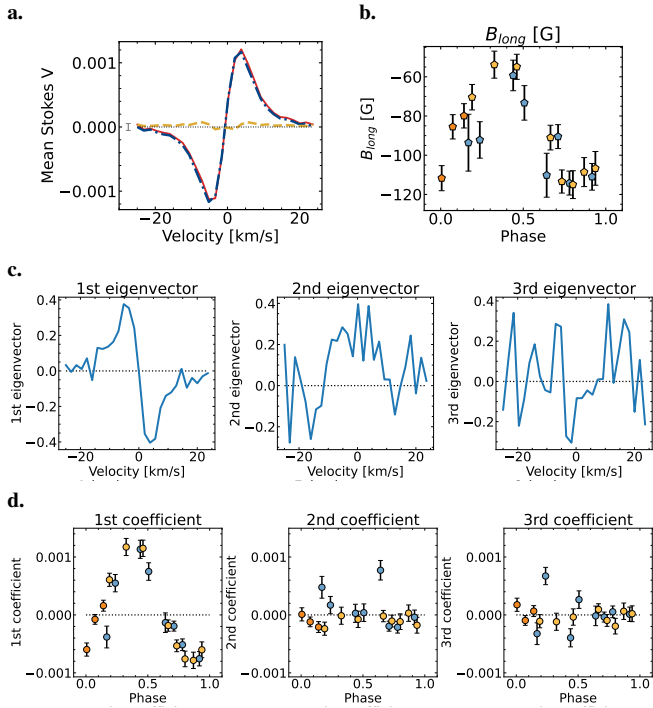 a.
0.001
0.000
−0.001
Mean Stokes V
−20
0
20
Velocity [km/s]
b.
B_long [G]
−60
−80
−100
−120
B_long [G]
0.0
0.5
1.0
Phase
c.
1st eigenvector
0.4
0.2
0.0
−0.2
−0.4
1st eigenvector
−20
0
20
Velocity [km/s]
2nd eigenvector
0.4
0.2
0.0
−0.2
2nd eigenvector
−20
0
20
Velocity [km/s]
3rd eigenvector
0.4
0.2
0.0
−0.2
3rd eigenvector
−20
0
20
Velocity [km/s]
d.
1st coefficient
0.001
0.000
−0.001
1st coefficient
0.0
0.5
1.0
Phase
2nd coefficient
0.001
0.000
−0.001
2nd coefficient
0.0
0.5
1.0
Phase
3rd coefficient
0.001
0.000
−0.001
3rd coefficient
0.0
0.5
1.0
Phase